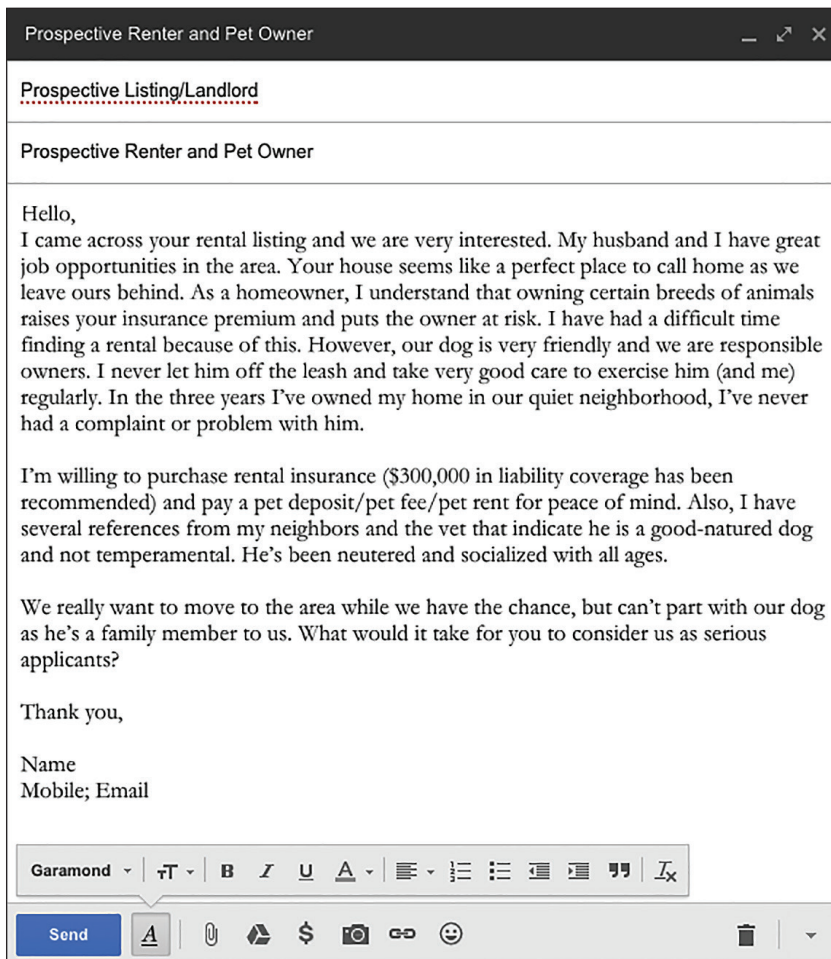 Prospective Renter and Pet Owner
Prospective Listing/Landlord
Prospective Renter and Pet Owner
Hello,
I came across your rental listing and we are very interested. My husband and I have great
job opportunities in the area. Your house seems like a perfect place to call home as we
leave ours behind. As a homeowner, I understand that owning certain breeds of animals
raises your insurance premium and puts the owner at risk. I have had a difficult time
finding a rental because of this. However, our dog is very friendly and we are responsible
owners. I never let him off the leash and take very good care to exercise him (and me)
regularly. In the three years I’ve owned my home in our quiet neighborhood, I’ve never
had a complaint or problem with him.
I’m willing to purchase rental insurance ($300,000 in liability coverage has been
recommended) and pay a pet deposit/pet fee/pet rent for peace of mind. Also, I have
several references from my neighbors and the vet that indicate he is a good-natured dog
and not temperamental. He’s been neutered and socialized with all ages.
We really want to move to the area while we have the chance, but can’t part with our dog
as he’s a family member to us. What would it take for you to consider us as serious
applicants?
Thank you,
Name
Mobile; Email
Garamond TT B I U A Tx
Send A $